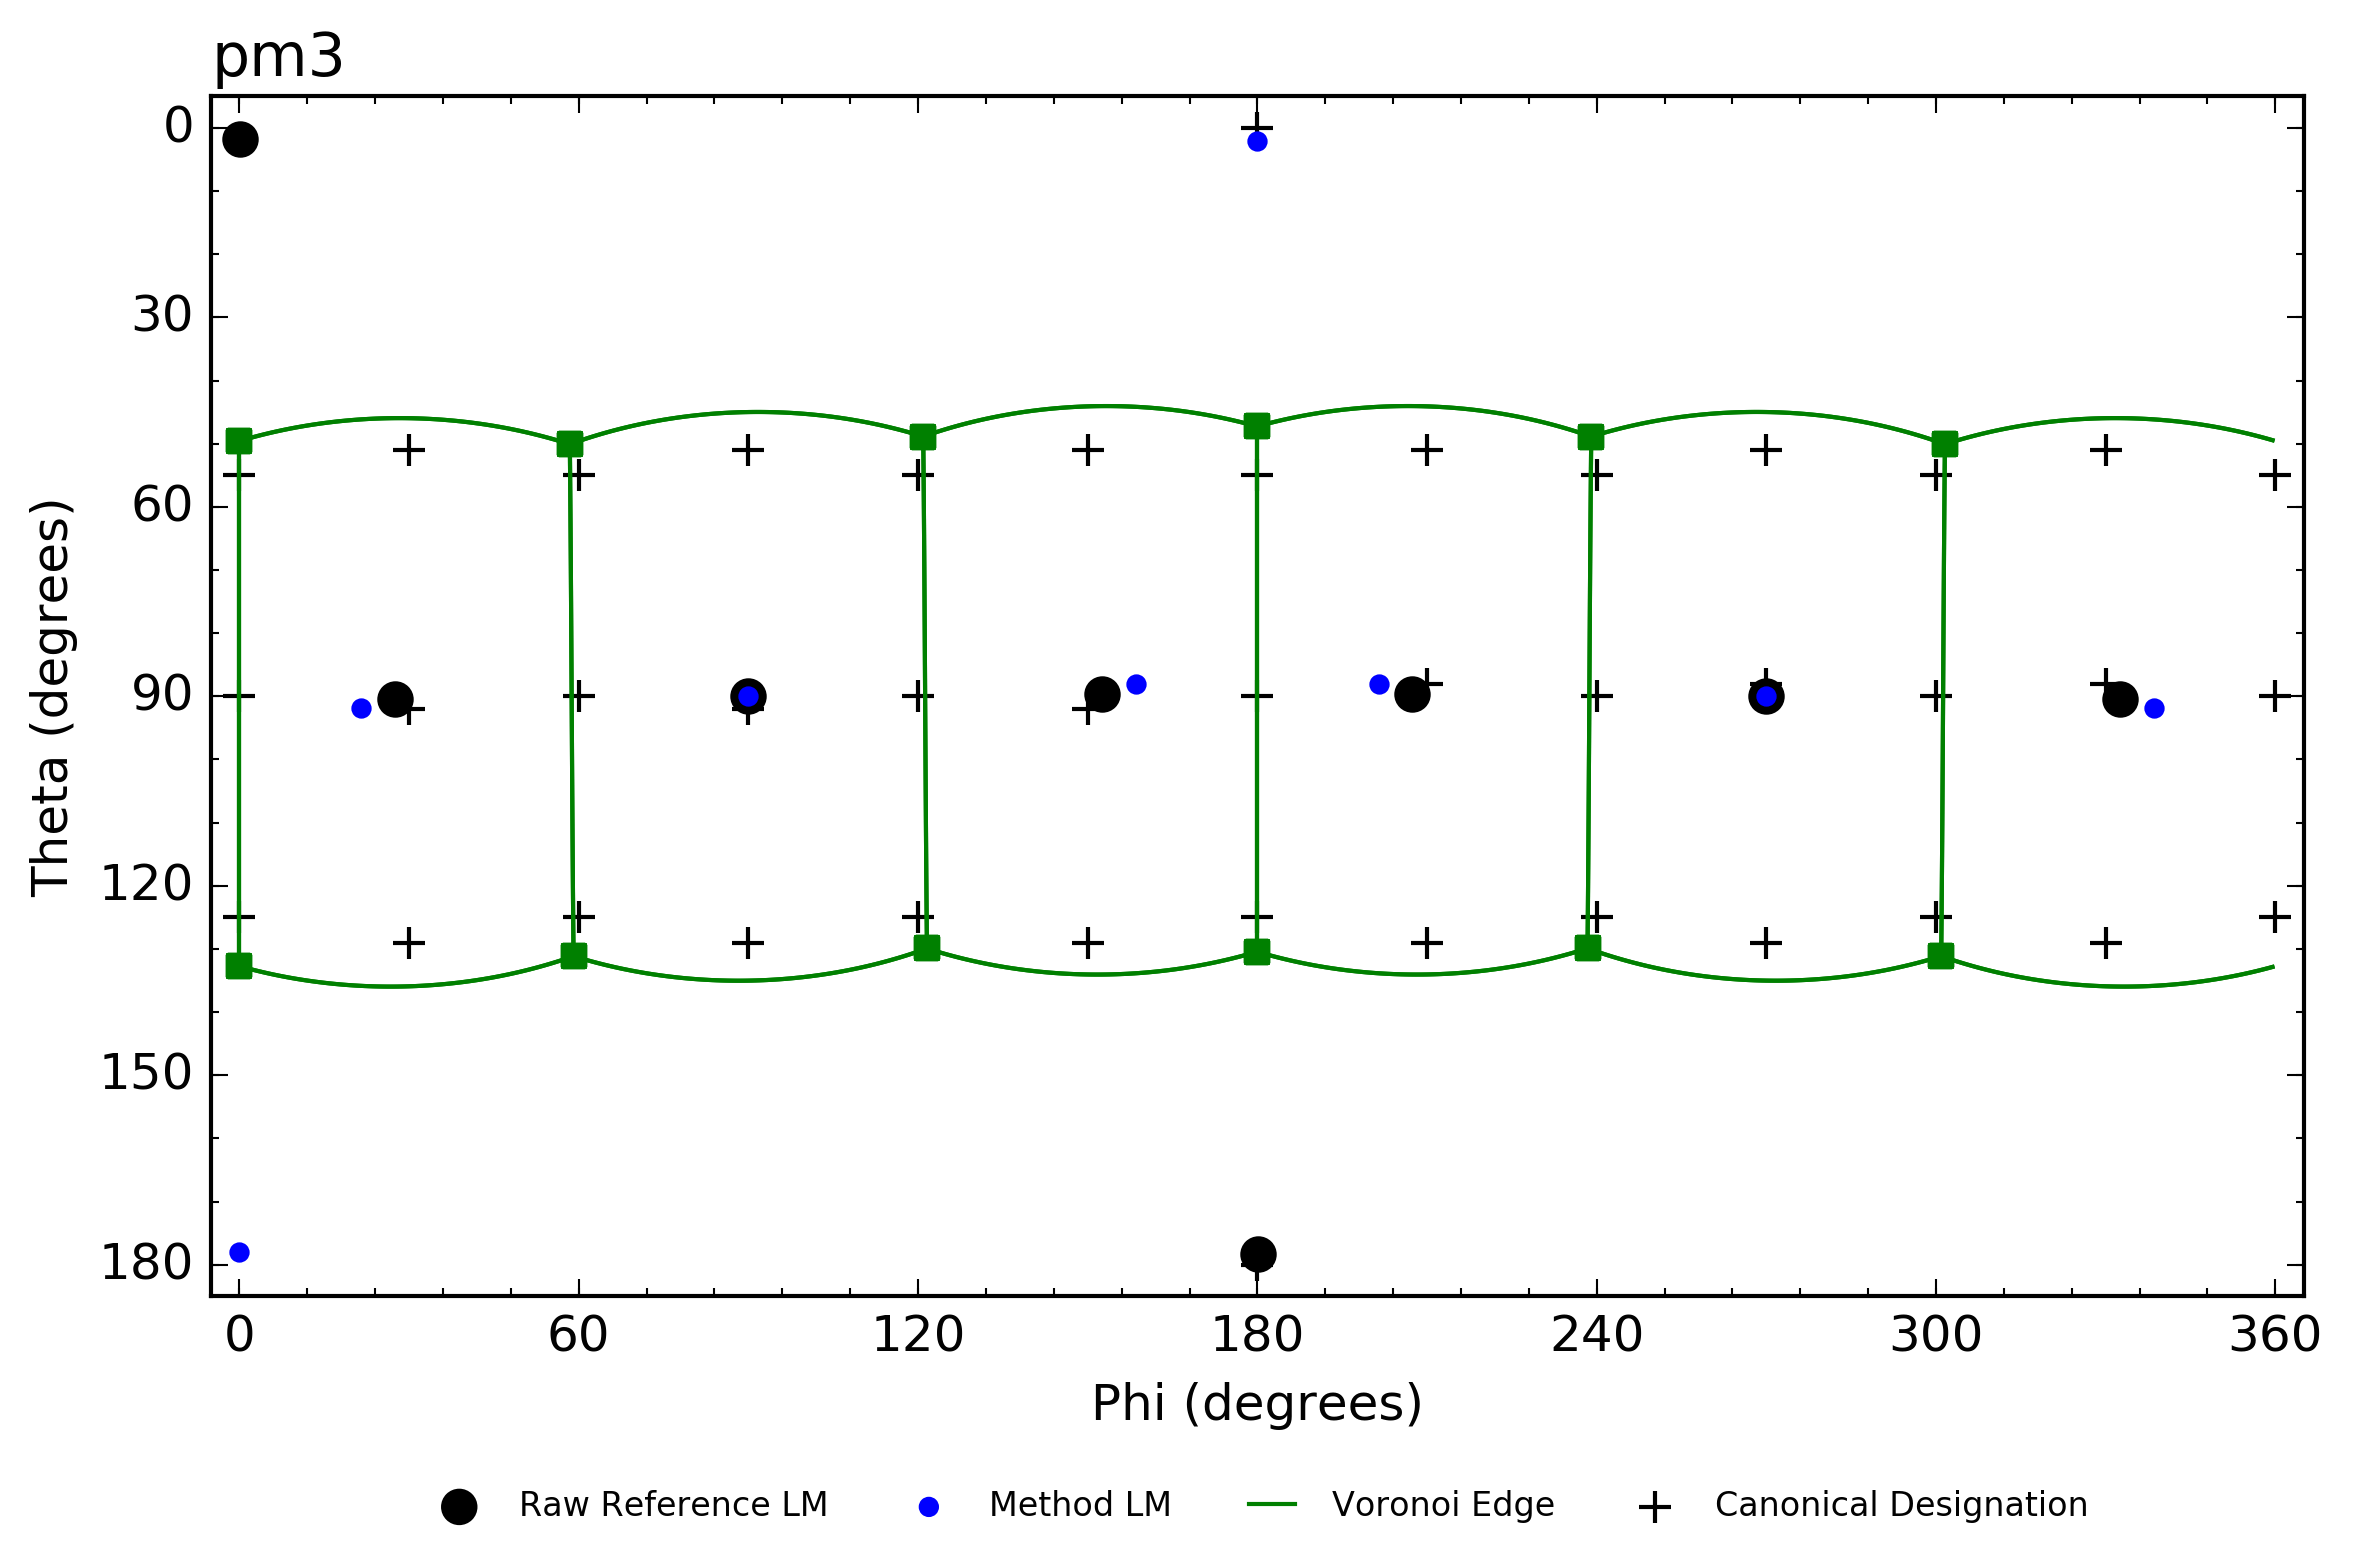 pm3
0
30
60
90
120
150
180
Theta (degrees)
0 60 120 180 240 300 360
Phi (degrees)
Raw Reference LM Method LM Voronoi Edge Canonical Designation